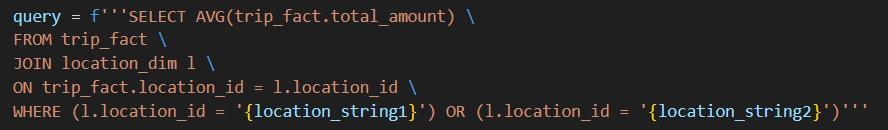 query = f'''SELECT AVG(trip_fact.total_amount) \
FROM trip_fact \
JOIN location_dim l \
ON trip_fact.location_id = l.location_id \
WHERE (l.location_id = '{location_string1}') OR (l.location_id = '{location_string2}')'''